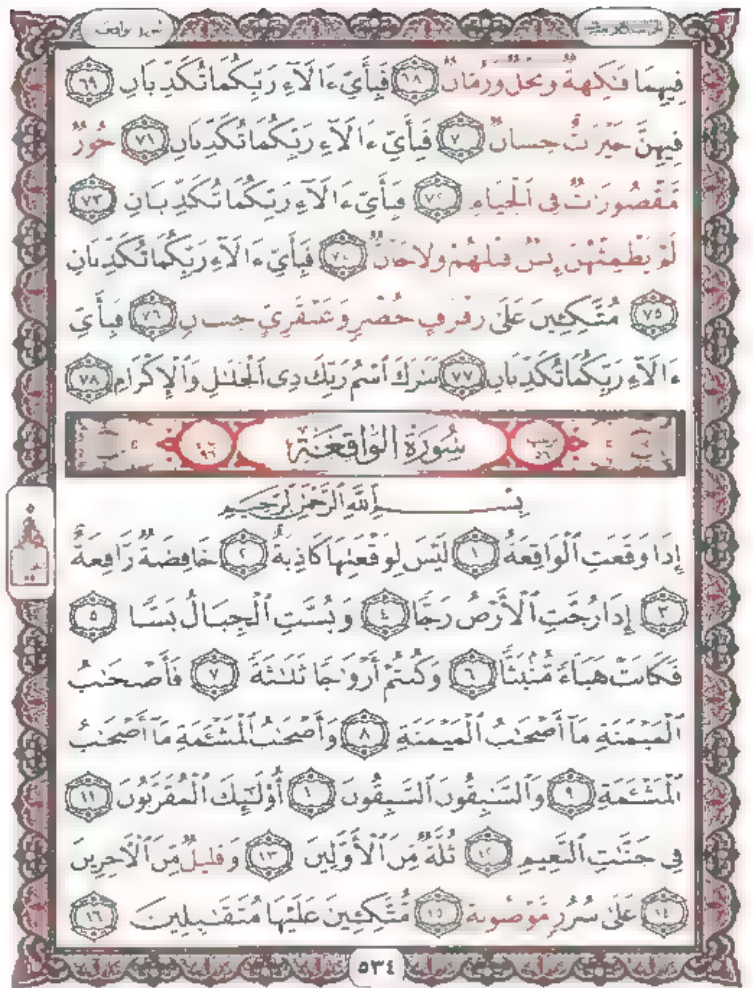 سورة الواقعة
فِيهِمَا فَٰكِهَةٌ وَنَخْلٌ وَرُمَّانٌ ٦٨ فَبِأَيِّ ءَالَآءِ رَبِّكُمَا تُكَذِّبَانِ ٦٩
فِيهِنَّ خَيْرَٰتٌ حِسَانٌ ٧٠ فَبِأَيِّ ءَالَآءِ رَبِّكُمَا تُكَذِّبَانِ ٧١ حُورٌ
مَّقْصُورَٰتٌ فِى ٱلْخِيَامِ ٧٢ فَبِأَيِّ ءَالَآءِ رَبِّكُمَا تُكَذِّبَانِ ٧٣
لَمْ يَطْمِثْهُنَّ إِنسٌ قَبْلَهُمْ وَلَا جَآنٌّ ٧٤ فَبِأَيِّ ءَالَآءِ رَبِّكُمَا تُكَذِّبَانِ
٧٥ مُتَّكِـِٔينَ عَلَىٰ رَفْرَفٍ خُضْرٍ وَعَبْقَرِىٍّ حِسَانٍ ٧٦ فَبِأَيِّ
ءَالَآءِ رَبِّكُمَا تُكَذِّبَانِ ٧٧ تَبَٰرَكَ ٱسْمُ رَبِّكَ ذِى ٱلْجَلَٰلِ وَٱلْإِكْرَامِ ٧٨
سُورَةُ الوَاقِعَةِ
بِسْمِ ٱللَّهِ ٱلرَّحْمَٰنِ ٱلرَّحِيمِ
إِذَا وَقَعَتِ ٱلْوَاقِعَةُ ١ لَيْسَ لِوَقْعَتِهَا كَاذِبَةٌ ٢ خَافِضَةٌ رَّافِعَةٌ
٣ إِذَا رُجَّتِ ٱلْأَرْضُ رَجًّا ٤ وَبُسَّتِ ٱلْجِبَالُ بَسًّا ٥
فَكَانَتْ هَبَآءً مُّنۢبَثًّا ٦ وَكُنتُمْ أَزْوَٰجًا ثَلَٰثَةً ٧ فَأَصْحَٰبُ
ٱلْمَيْمَنَةِ مَآ أَصْحَٰبُ ٱلْمَيْمَنَةِ ٨ وَأَصْحَٰبُ ٱلْمَشْـَٔمَةِ مَآ أَصْحَٰبُ
ٱلْمَشْـَٔمَةِ ٩ وَٱلسَّٰبِقُونَ ٱلسَّٰبِقُونَ ١٠ أُو۟لَٰٓئِكَ ٱلْمُقَرَّبُونَ ١١
فِى جَنَّٰتِ ٱلنَّعِيمِ ١٢ ثُلَّةٌ مِّنَ ٱلْأَوَّلِينَ ١٣ وَقَلِيلٌ مِّنَ ٱلْـَٔاخِرِينَ
١٤ عَلَىٰ سُرُرٍ مَّوْضُونَةٍ ١٥ مُّتَّكِـِٔينَ عَلَيْهَا مُتَقَٰبِلِينَ ١٦
٥٣٤